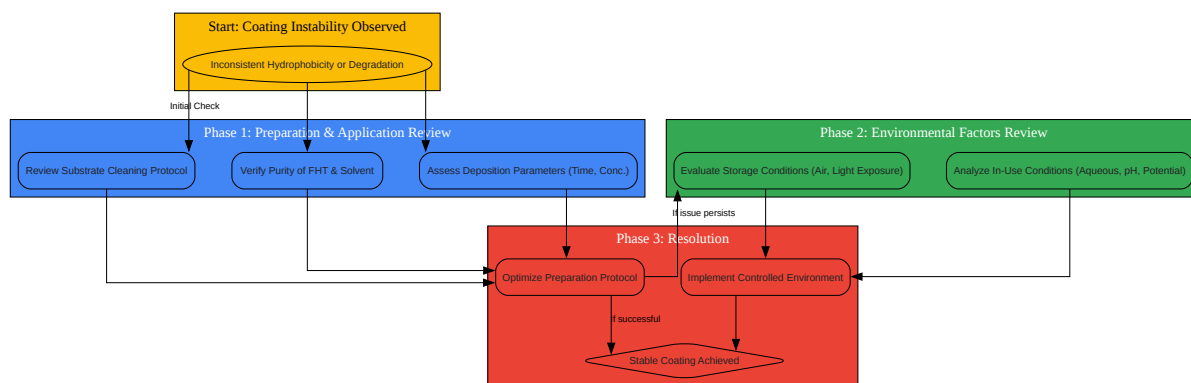 Start: Coating Instability Observed
Inconsistent Hydrophobicity or Degradation
Initial Check
Phase 1: Preparation & Application Review
Review Substrate Cleaning Protocol
Verify Purity of FHT & Solvent
Assess Deposition Parameters (Time, Conc.)
Phase 2: Environmental Factors Review
Evaluate Storage Conditions (Air, Light Exposure)
Analyze In-Use Conditions (Aqueous, pH, Potential)
If issue persists
Phase 3: Resolution
Optimize Preparation Protocol
Implement Controlled Environment
If successful
Stable Coating Achieved